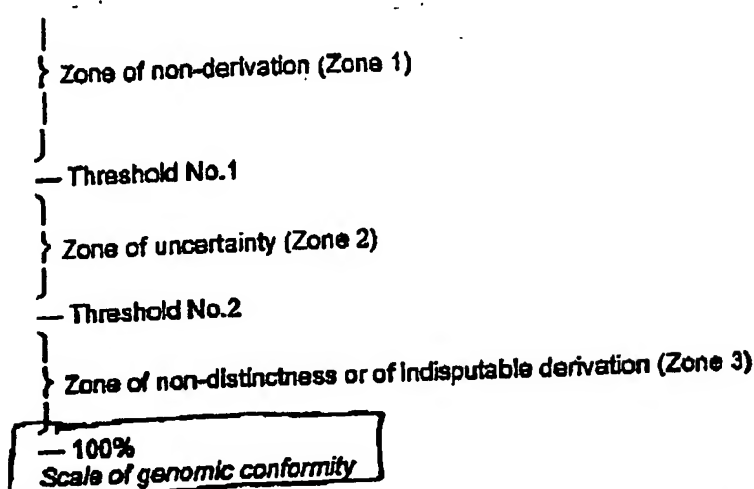 Zone of non-derivation (Zone 1)
— Threshold No.1
Zone of uncertainty (Zone 2)
— Threshold No.2
Zone of non-distinctness or of indisputable derivation (Zone 3)
— 100%
Scale of genomic conformity